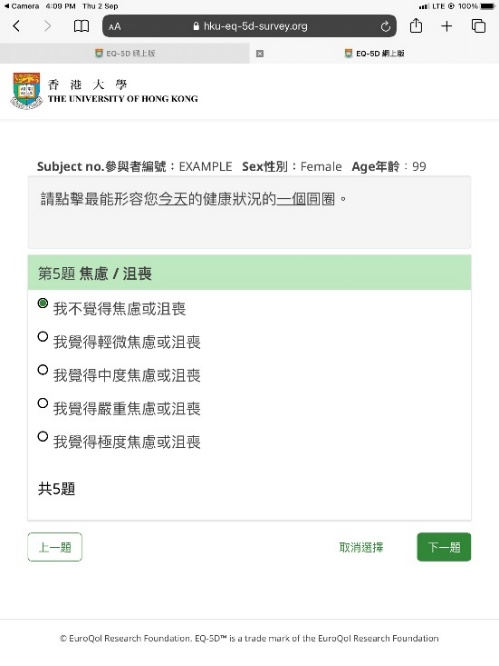 Camera 4:09 PM Thu 2 Sep
LTE 100%
AA hku-eq-5d-survey.org
EQ-5D 網上版
EQ-5D 網上版
香港大學
THE UNIVERSITY OF HONG KONG
Subject no.參與者編號：EXAMPLE Sex性別：Female Age年齡：99
請點擊最能形容您今天的健康狀況的一個圓圈。
第5題 焦慮 / 沮喪
我不覺得焦慮或沮喪
我覺得輕微焦慮或沮喪
我覺得中度焦慮或沮喪
我覺得嚴重焦慮或沮喪
我覺得極度焦慮或沮喪
共5題
上一題 取消選擇 下一題
© EuroQol Research Foundation. EQ-5D™ is a trade mark of the EuroQol Research Foundation